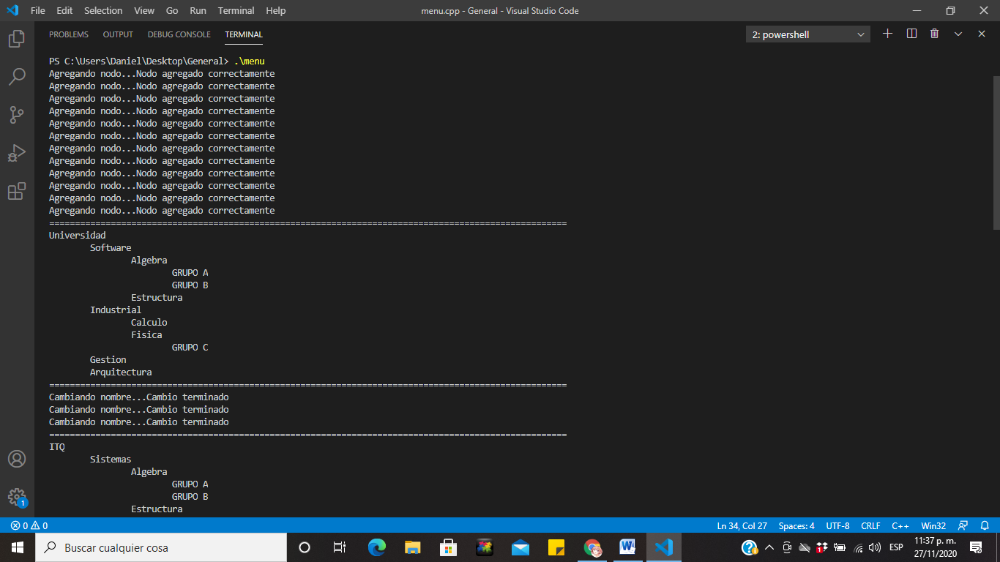 File Edit Selection View Go Run Terminal Help menu.cpp - General - Visual Studio Code
PROBLEMS OUTPUT DEBUG CONSOLE TERMINAL 2: powershell
PS C:\Users\Daniel\Desktop\General> .\menu
Agregando nodo...Nodo agregado correctamente
Agregando nodo...Nodo agregado correctamente
Agregando nodo...Nodo agregado correctamente
Agregando nodo...Nodo agregado correctamente
Agregando nodo...Nodo agregado correctamente
Agregando nodo...Nodo agregado correctamente
Agregando nodo...Nodo agregado correctamente
Agregando nodo...Nodo agregado correctamente
Agregando nodo...Nodo agregado correctamente
Agregando nodo...Nodo agregado correctamente
Agregando nodo...Nodo agregado correctamente
Agregando nodo...Nodo agregado correctamente
=====================================================================================================
Universidad
Software
Algebra
GRUPO A
GRUPO B
Estructura
Industrial
Calculo
Fisica
GRUPO C
Gestion
Arquitectura
=====================================================================================================
Cambiando nombre...Cambio terminado
Cambiando nombre...Cambio terminado
Cambiando nombre...Cambio terminado
=====================================================================================================
ITQ
Sistemas
Algebra
GRUPO A
GRUPO B
Estructura
1
0 0 Ln 34, Col 27 Spaces: 4 UTF-8 CRLF C++ Win32
Buscar cualquier cosa ESP 11:37 p. m.
27/11/2020